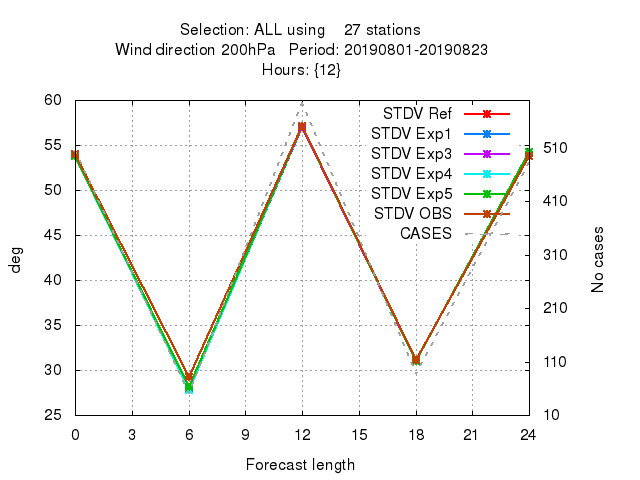 Selection: ALL using 27 stations
Wind direction 200hPa Period: 20190801-20190823
Hours: {12}
STDV Ref
STDV Exp1
STDV Exp3
STDV Exp4
STDV Exp5
STDV OBS
CASES
60
55
50
45
40
35
30
25
deg
510
410
310
210
110
10
No cases
0 3 6 9 12 15 18 21 24
Forecast length